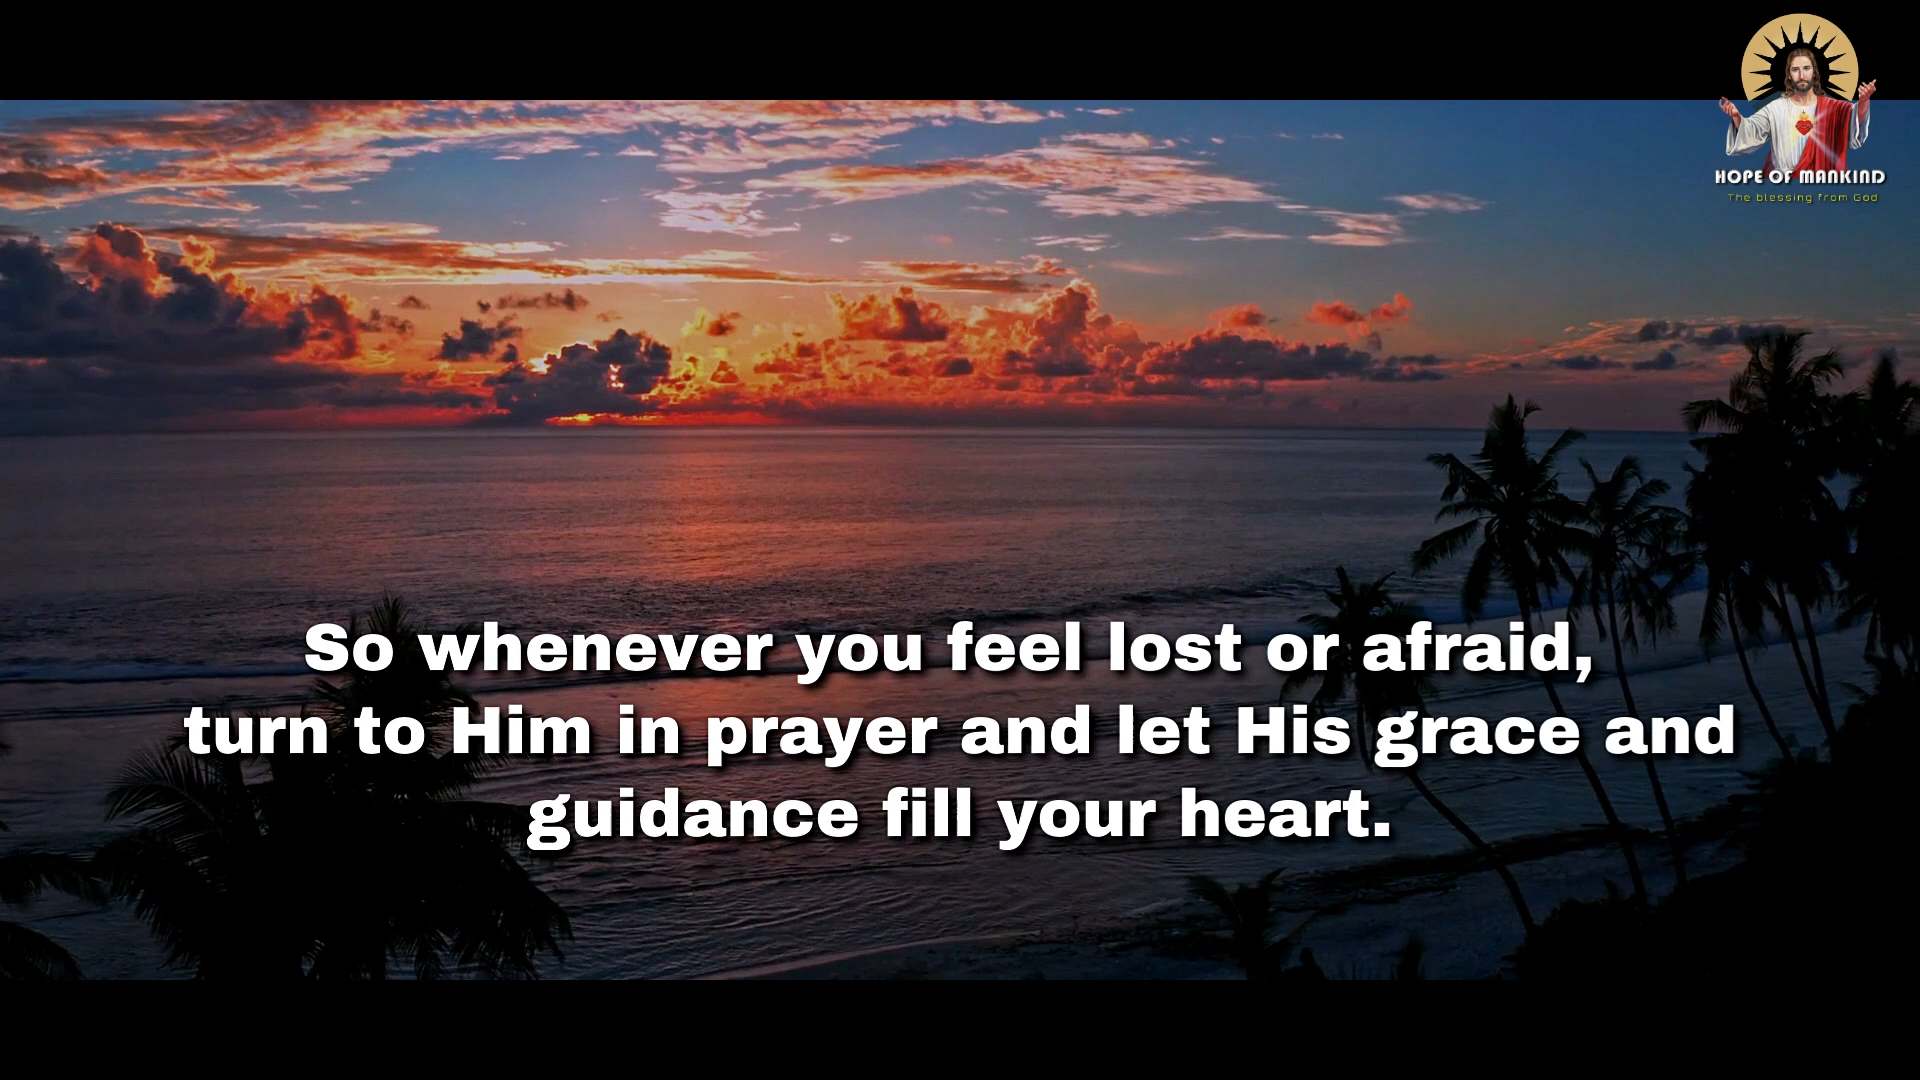 HOPE OF MANKIND
The blessing from God
So whenever you feel lost or afraid,
turn to Him in prayer and let His grace and
guidance fill your heart.